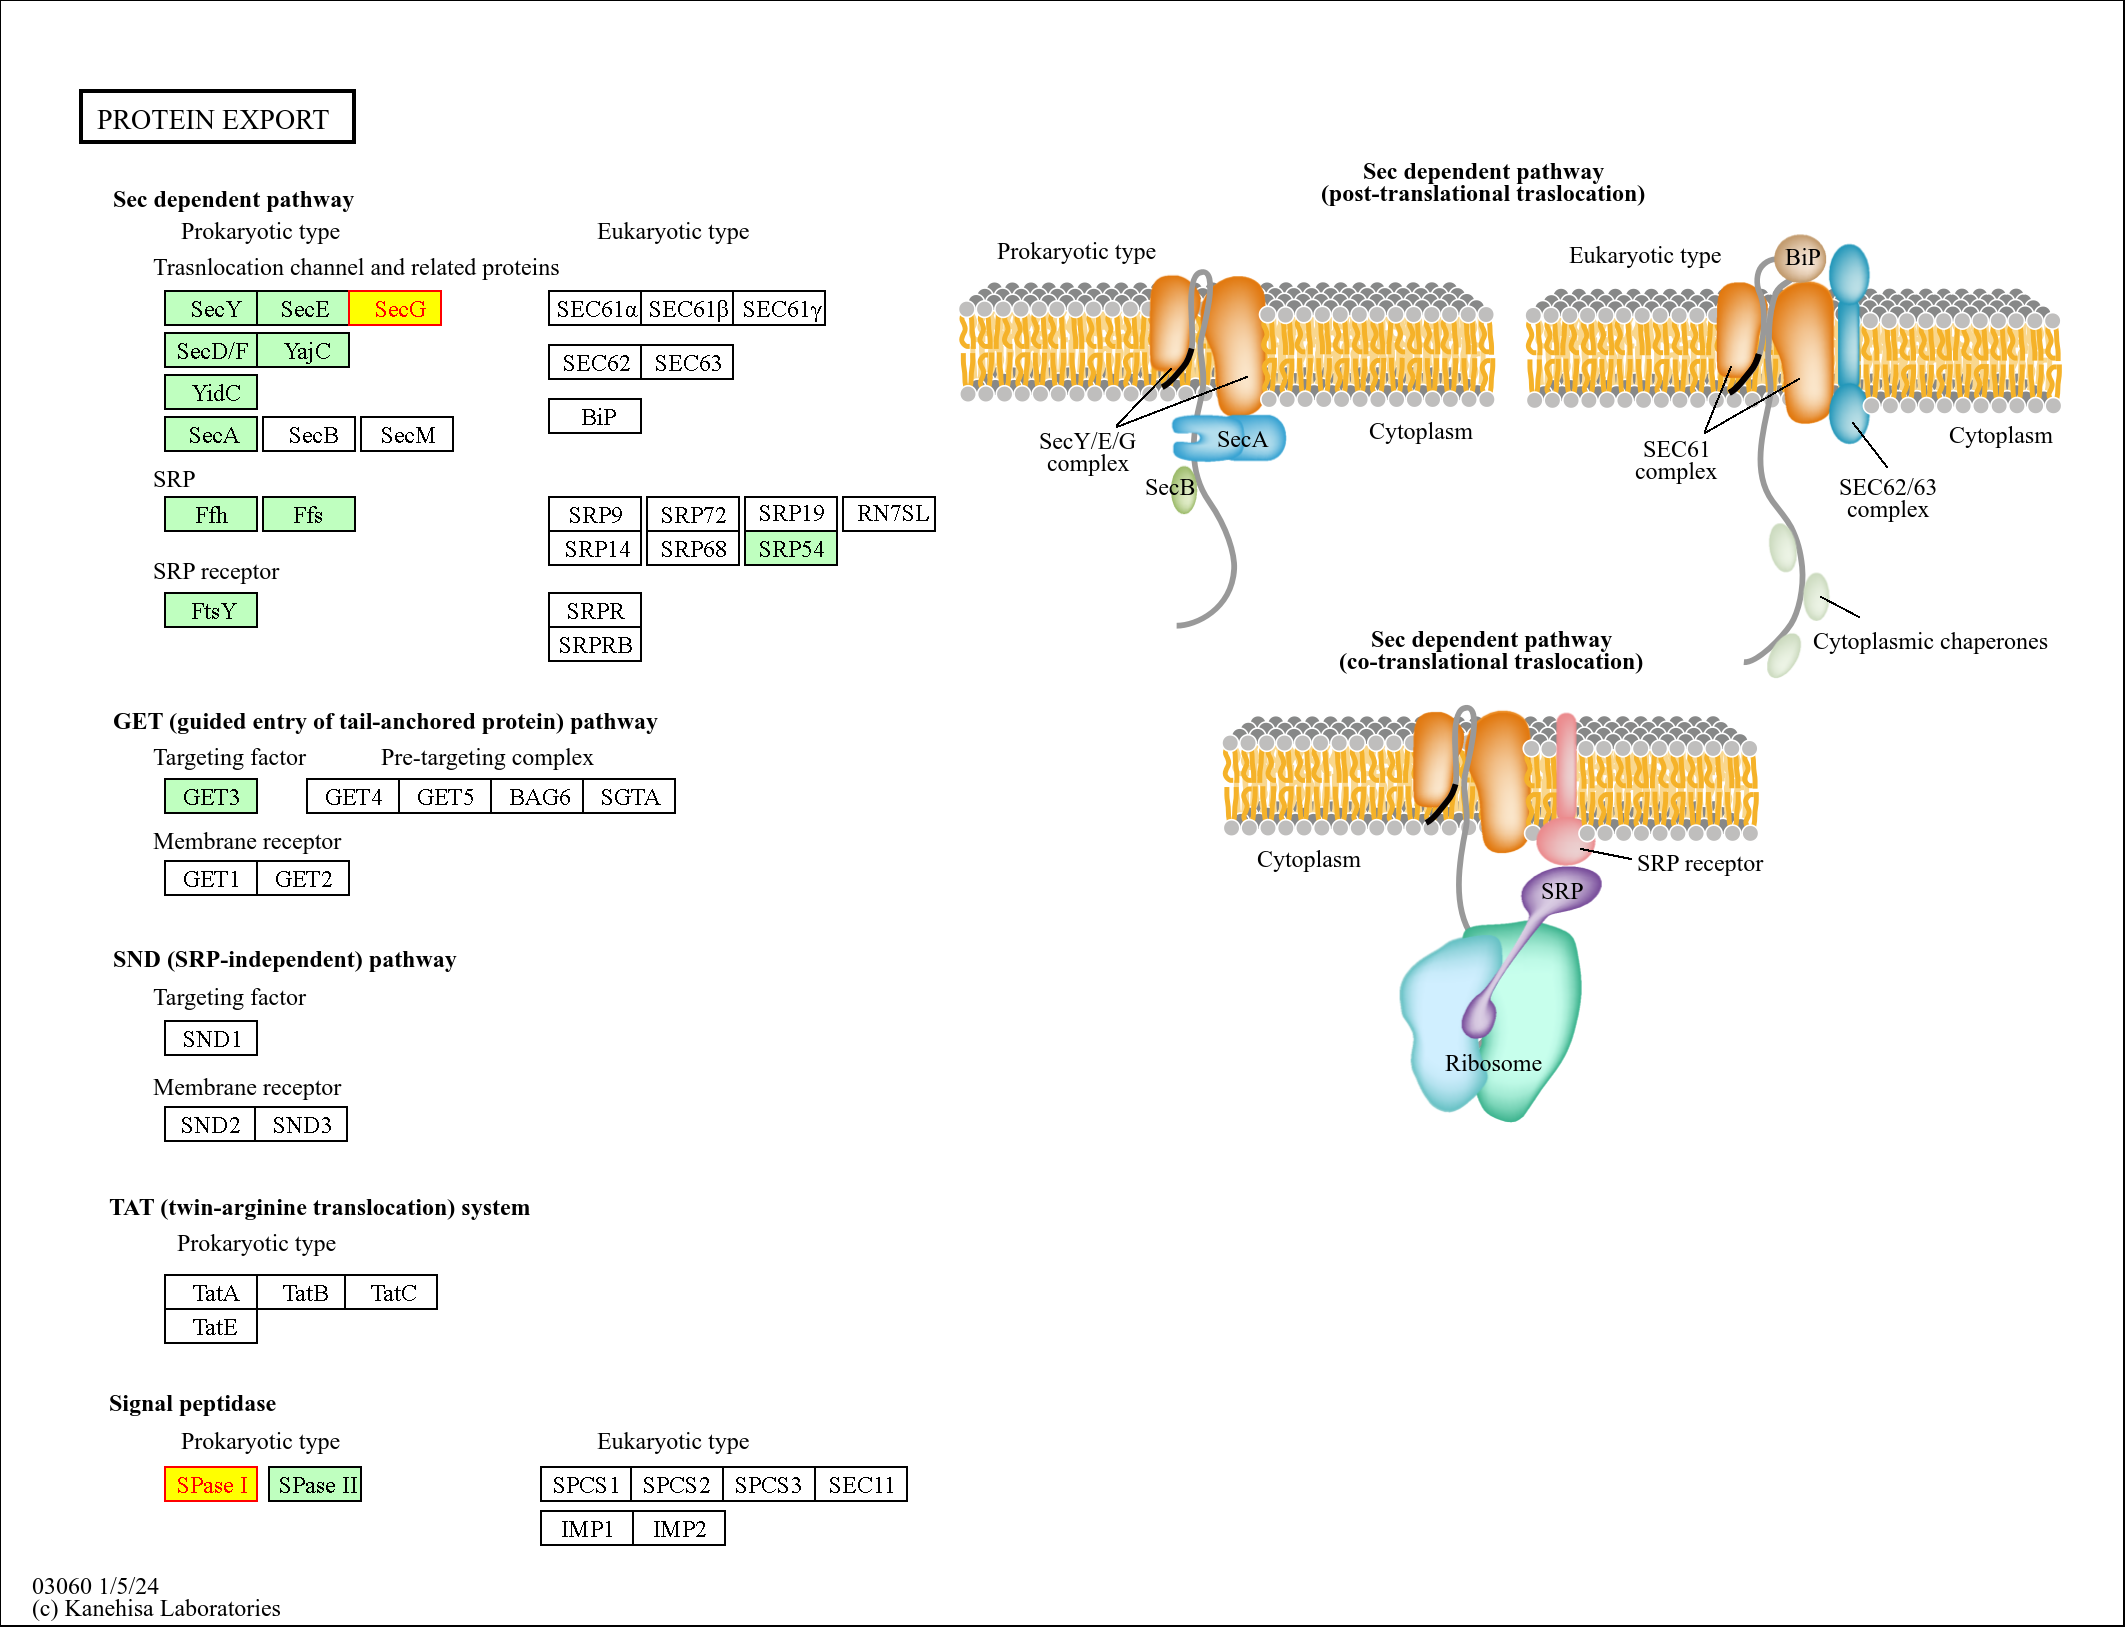 PROTEIN EXPORT
Sec dependent pathway
Prokaryotic type
Eukaryotic type
Trasnlocation channel and related proteins
SecY SecE SecG
SEC61α SEC61β SEC61γ
SecD/F YajC
SEC62 SEC63
YidC
BiP
SecA SecB SecM
SRP
Ffh Ffs
SRP9 SRP72 SRP19 RN7SL
SRP14 SRP68 SRP54
SRP receptor
FtsY
SRPR
SRPRB
GET (guided entry of tail-anchored protein) pathway
Targeting factor
Pre-targeting complex
GET3
GET4 GET5 BAG6 SGTA
Membrane receptor
GET1 GET2
SND (SRP-independent) pathway
Targeting factor
SND1
Membrane receptor
SND2 SND3
TAT (twin-arginine translocation) system
Prokaryotic type
TatA TatB TatC
TatE
Signal peptidase
Prokaryotic type
Eukaryotic type
SPase I SPase II
SPCS1 SPCS2 SPCS3 SEC11
IMP1 IMP2
03060 1/5/24
(c) Kanehisa Laboratories
Sec dependent pathway
(post-translational traslocation)
Prokaryotic type
SecY/E/G
complex
SecA
SecB
Cytoplasm
Eukaryotic type
BiP
SEC61
complex
Cytoplasm
SEC62/63
complex
Cytoplasmic chaperones
Sec dependent pathway
(co-translational traslocation)
Cytoplasm
SRP receptor
SRP
Ribosome